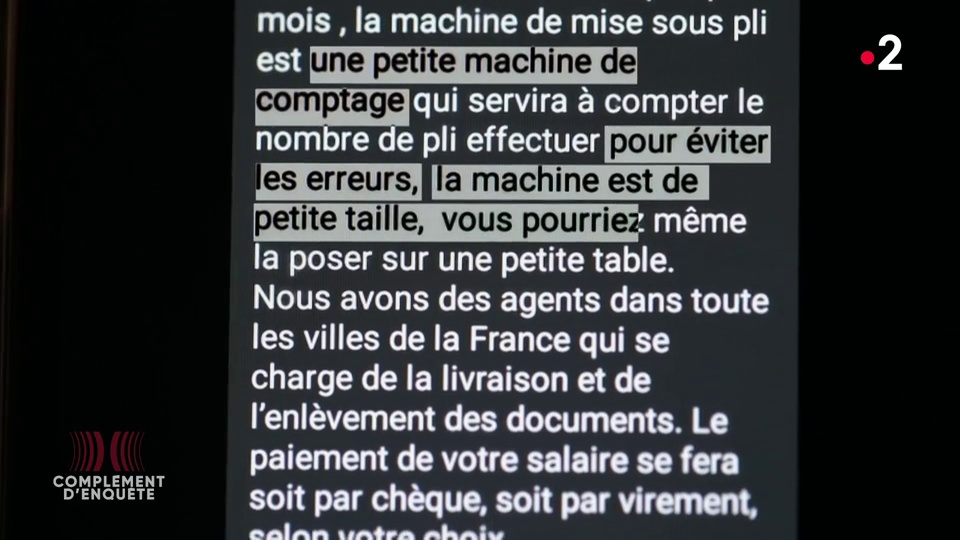 mois , la machine de mise sous pli
est une petite machine de
comptage qui servira à compter le
nombre de pli effectuer pour éviter
les erreurs, la machine est de
petite taille, vous pourriez même
la poser sur une petite table.
Nous avons des agents dans toute
les villes de la France qui se
charge de la livraison et de
l'enlèvement des documents. Le
paiement de votre salaire se fera
soit par chèque, soit par virement,
selon votre choix
2
COMPLÉMENT
D'ENQUÊTE